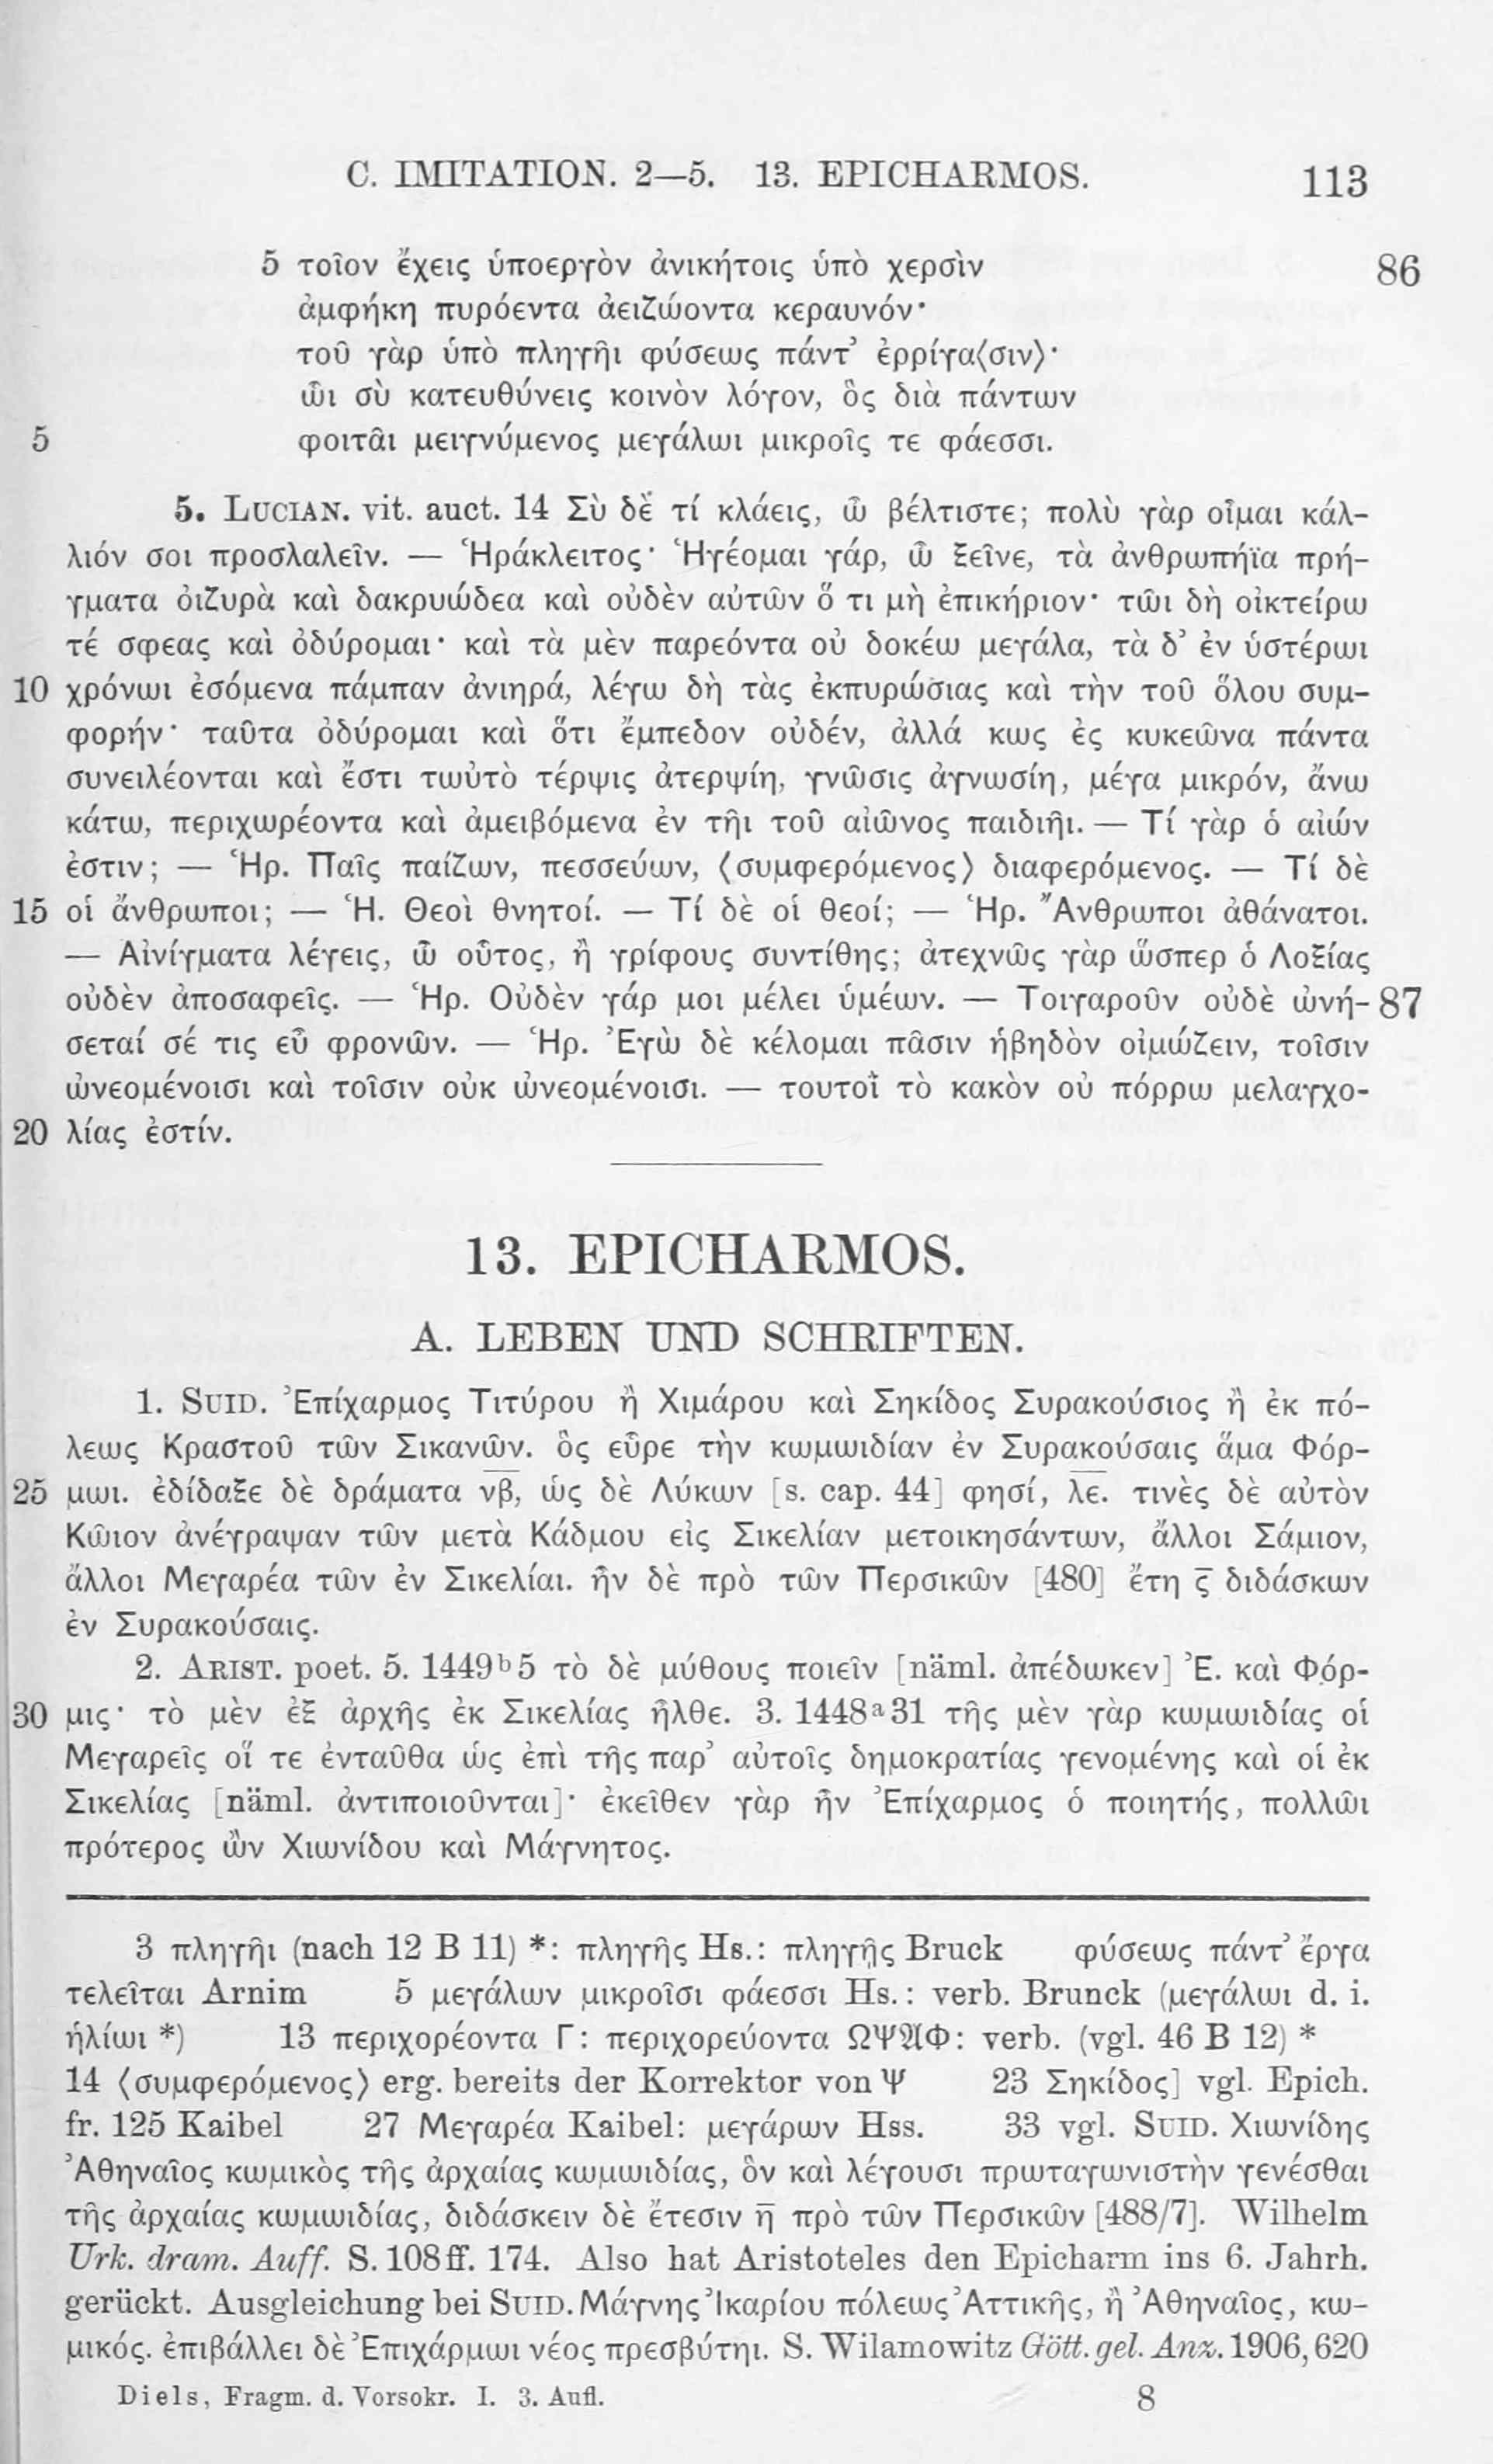 C. IMITATION. 2—5. 13. EPICHARMOS. 113
5 τοῖον ἔχεις ὑποεργὸν ἀνικήτοις ὑπὸ χερσὶν 86
ἀμφήκη πυρόεντα ἀειζώοντα κεραυνόν·
τοῦ γὰρ ὑπὸ πληγῆι φύσεως πάντ’ ἐρρίγα⟨σιν⟩·
ὧι σὺ κατευθύνεις κοινὸν λόγον, ὃς διὰ πάντων
5 φοιτᾶι μειγνύμενος μεγάλωι μικροῖς τε φάεσσι.
5. LUCIAN. vit. auct. 14 Σὺ δὲ τί κλάεις, ὦ βέλτιστε; πολὺ γὰρ οἶμαι κάλ-
λιόν σοι προσλαλεῖν. — Ἡράκλειτος· Ἡγέομαι γάρ, ὦ ξεῖνε, τὰ ἀνθρωπήϊα πρή-
γματα ὀϊζυρὰ καὶ δακρυώδεα καὶ οὐδὲν αὐτῶν ὅ τι μὴ ἐπικήριον· τῶι δὴ οἰκτείρω
τέ σφεας καὶ ὀδύρομαι· καὶ τὰ μὲν παρεόντα οὐ δοκέω μεγάλα, τὰ δ’ ἐν ὑστέρωι
10 χρόνωι ἐσόμενα πάμπαν ἀνιηρά, λέγω δὴ τὰς ἐκπυρώσιας καὶ τὴν τοῦ ὅλου συμ-
φορήν· ταῦτα ὀδύρομαι καὶ ὅτι ἔμπεδον οὐδέν, ἀλλά κως ἐς κυκεῶνα πάντα
συνειλέονται καὶ ἔστι τωὐτὸ τέρψις ἀτερψίη, γνῶσις ἀγνωσίη, μέγα μικρόν, ἄνω
κάτω, περιχωρέοντα καὶ ἀμειβόμενα ἐν τῆι τοῦ αἰῶνος παιδιῆι. — Τί γὰρ ὁ αἰών
ἐστιν; — Ἡρ. Παῖς παίζων, πεσσεύων, ⟨συμφερόμενος⟩ διαφερόμενος. — Τί δὲ
15 οἱ ἄνθρωποι; — Ἡ. Θεοὶ θνητοί. — Τί δὲ οἱ θεοί; — Ἡρ. Ἄνθρωποι ἀθάνατοι.
— Αἰνίγματα λέγεις, ὦ οὗτος, ἢ γρίφους συντίθης; ἀτεχνῶς γὰρ ὥσπερ ὁ Λοξίας
οὐδὲν ἀποσαφεῖς. — Ἡρ. Οὐδὲν γάρ μοι μέλει ὑμέων. — Τοιγαροῦν οὐδὲ ὠνή- 87
σεταί σέ τις εὖ φρονῶν. — Ἡρ. Ἐγὼ δὲ κέλομαι πᾶσιν ἡβηδὸν οἰμώζειν, τοῖσιν
ὠνεομένοισι καὶ τοῖσιν οὐκ ὠνεομένοισι. — τουτοῒ τὸ κακὸν οὐ πόρρω μελαγχο-
20 λίας ἐστίν.
13. EPICHARMOS.
A. LEBEN UND SCHRIFTEN.
1. SUID. Ἐπίχαρμος Τιτύρου ἢ Χιμάρου καὶ Σηκίδος Συρακούσιος ἢ ἐκ πό-
λεως Κραστοῦ τῶν Σικανῶν. ὃς εὗρε τὴν κωμωιδίαν ἐν Συρακούσαις ἅμα Φόρ-
25 μωι. ἐδίδαξε δὲ δράματα ν̅β̅, ὡς δὲ Λύκων [s. cap. 44] φησί, λ̅ε̅. τινὲς δὲ αὐτὸν
Κῶιον ἀνέγραψαν τῶν μετὰ Κάδμου εἰς Σικελίαν μετοικησάντων, ἄλλοι Σάμιον,
ἄλλοι Μεγαρέα τῶν ἐν Σικελίαι. ἦν δὲ πρὸ τῶν Περσικῶν [480] ἔτη ϛ̅ διδάσκων
ἐν Συρακούσαις.
2. ARIST. poet. 5. 1449ᵇ5 τὸ δὲ μύθους ποιεῖν [näml. ἀπέδωκεν] Ἐ. καὶ Φόρ-
30 μις· τὸ μὲν ἐξ ἀρχῆς ἐκ Σικελίας ἦλθε. 3. 1448ᵃ31 τῆς μὲν γὰρ κωμωιδίας οἱ
Μεγαρεῖς οἵ τε ἐνταῦθα ὡς ἐπὶ τῆς παρ’ αὐτοῖς δημοκρατίας γενομένης καὶ οἱ ἐκ
Σικελίας [näml. ἀντιποιοῦνται]· ἐκεῖθεν γὰρ ἦν Ἐπίχαρμος ὁ ποιητής, πολλῶι
πρότερος ὢν Χιωνίδου καὶ Μάγνητος.
3 πληγῆι (nach 12 B 11) *: πληγῆς Hs.: πληγῇς Bruck φύσεως πάντ’ ἔργα
τελεῖται Arnim 5 μεγάλων μικροῖσι φάεσσι Hs.: verb. Brunck (μεγάλωι d. i.
ἡλίωι *) 13 περιχορέοντα Γ: περιχορεύοντα ΩΨ𝔄Φ: verb. (vgl. 46 B 12) *
14 ⟨συμφερόμενος⟩ erg. bereits der Korrektor von Ψ 23 Σηκίδος] vgl. Epich.
fr. 125 Kaibel 27 Μεγαρέα Kaibel: μεγάρων Hss. 33 vgl. SUID. Χιωνίδης
Ἀθηναῖος κωμικὸς τῆς ἀρχαίας κωμωιδίας, ὃν καὶ λέγουσι πρωταγωνιστὴν γενέσθαι
τῆς ἀρχαίας κωμωιδίας, διδάσκειν δὲ ἔτεσιν η̅ πρὸ τῶν Περσικῶν [488/7]. Wilhelm
Urk. dram. Auff. S. 108 ff. 174. Also hat Aristoteles den Epicharm ins 6. Jahrh.
gerückt. Ausgleichung bei SUID. Μάγνης Ἰκαρίου πόλεως Ἀττικῆς, ἢ Ἀθηναῖος, κω-
μικός. ἐπιβάλλει δὲ Ἐπιχάρμωι νέος πρεσβύτηι. S. Wilamowitz Gött. gel. Anz. 1906, 620
Diels, Fragm. d. Vorsokr. I. 3. Aufl. 8